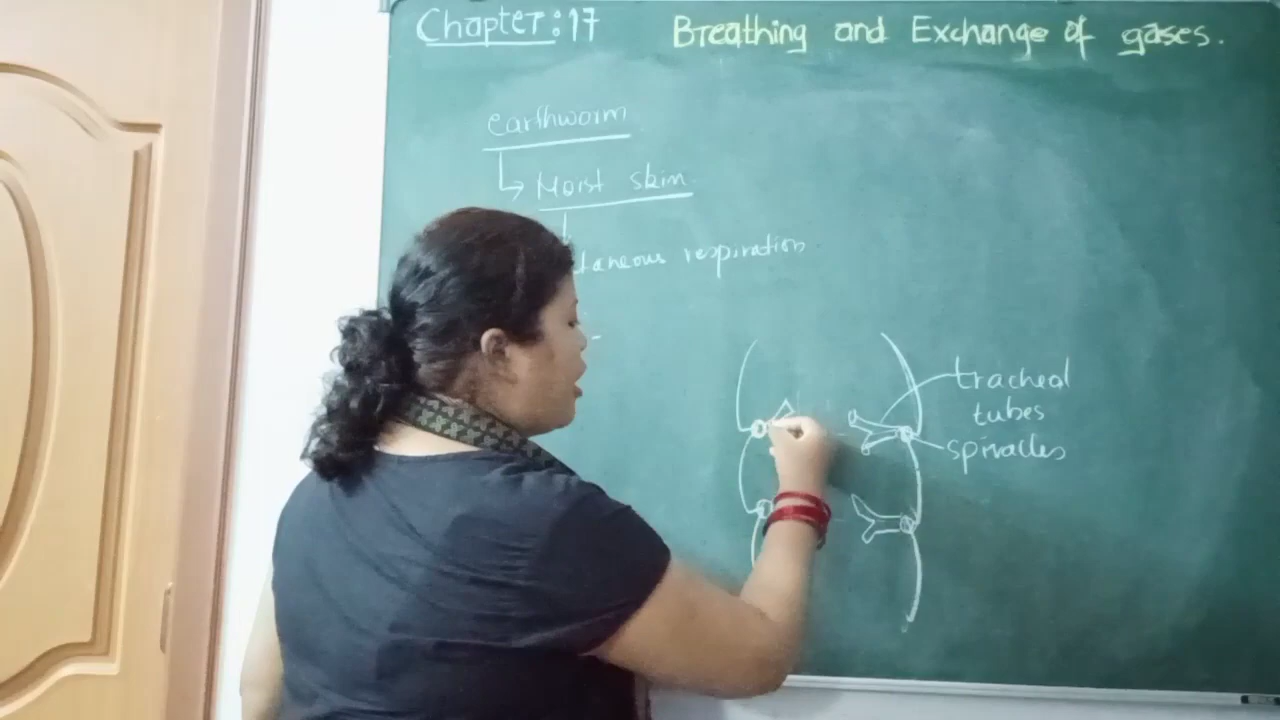 Chapter:17 Breathing and Exchange of gases.
earthworm
Moist skin
taneous respiration
tracheal
tubes
spiracles